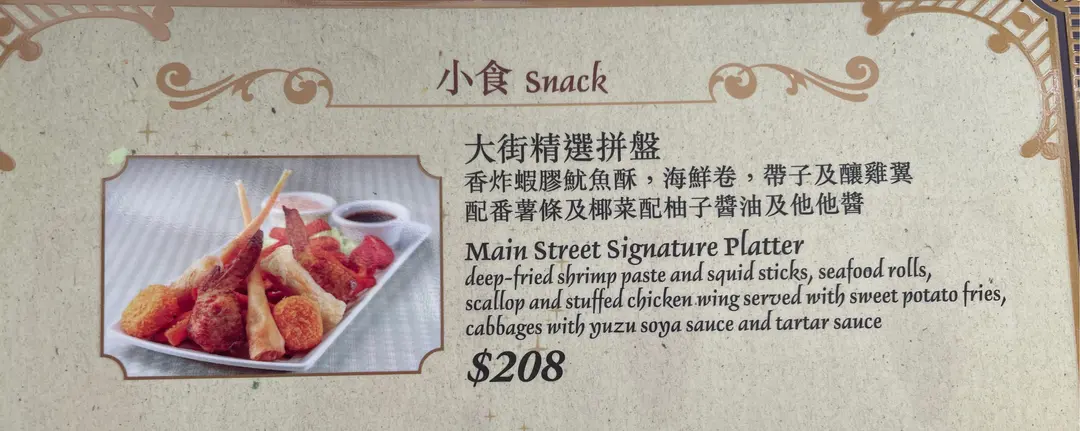 小食 Snack
大街精選拼盤
香炸蝦膠魷魚酥，海鮮卷，帶子及釀雞翼
配番薯條及椰菜配柚子醬油及他他醬
Main Street Signature Platter
deep-fried shrimp paste and squid sticks, seafood rolls,
scallop and stuffed chicken wing served with sweet potato fries,
cabbages with yuzu soya sauce and tartar sauce
$208